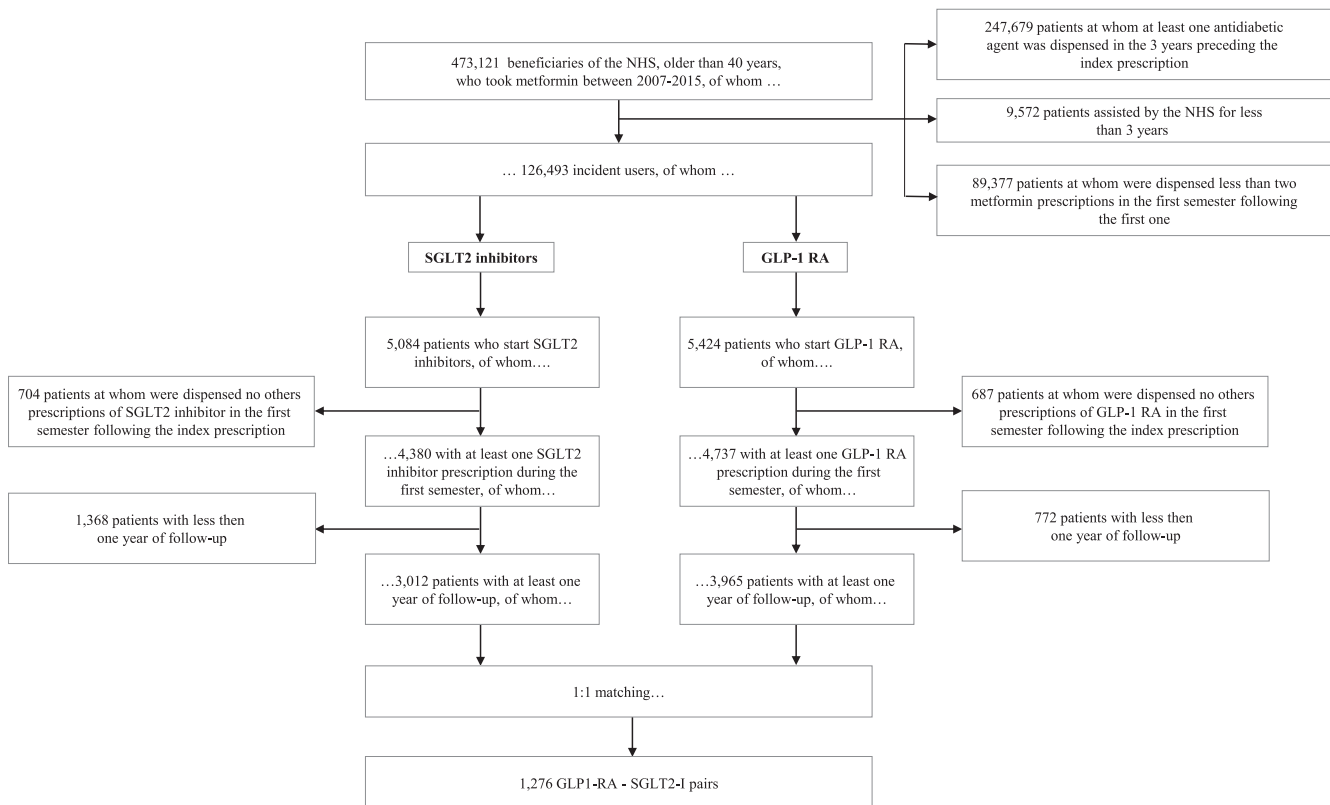 473,121 beneficiaries of the NHS, older than 40 years,
who took metformin between 2007-2015, of whom …
247,679 patients at whom at least one antidiabetic
agent was dispensed in the 3 years preceding the
index prescription
9,572 patients assisted by the NHS for less
than 3 years
89,377 patients at whom were dispensed less than two
metformin prescriptions in the first semester following
the first one
… 126,493 incident users, of whom …
SGLT2 inhibitors
GLP-1 RA
5,084 patients who start SGLT2
inhibitors, of whom….
5,424 patients who start GLP-1 RA,
of whom….
704 patients at whom were dispensed no others
prescriptions of SGLT2 inhibitor in the first
semester following the index prescription
687 patients at whom were dispensed no others
prescriptions of GLP-1 RA in the first
semester following the index prescription
…4,380 with at least one SGLT2
inhibitor prescription during the
first semester, of whom…
…4,737 with at least one GLP-1 RA
prescription during the first
semester, of whom…
1,368 patients with less then
one year of follow-up
772 patients with less then
one year of follow-up
…3,012 patients with at least one
year of follow-up, of whom…
…3,965 patients with at least one
year of follow-up, of whom…
1:1 matching…
1,276 GLP1-RA - SGLT2-I pairs